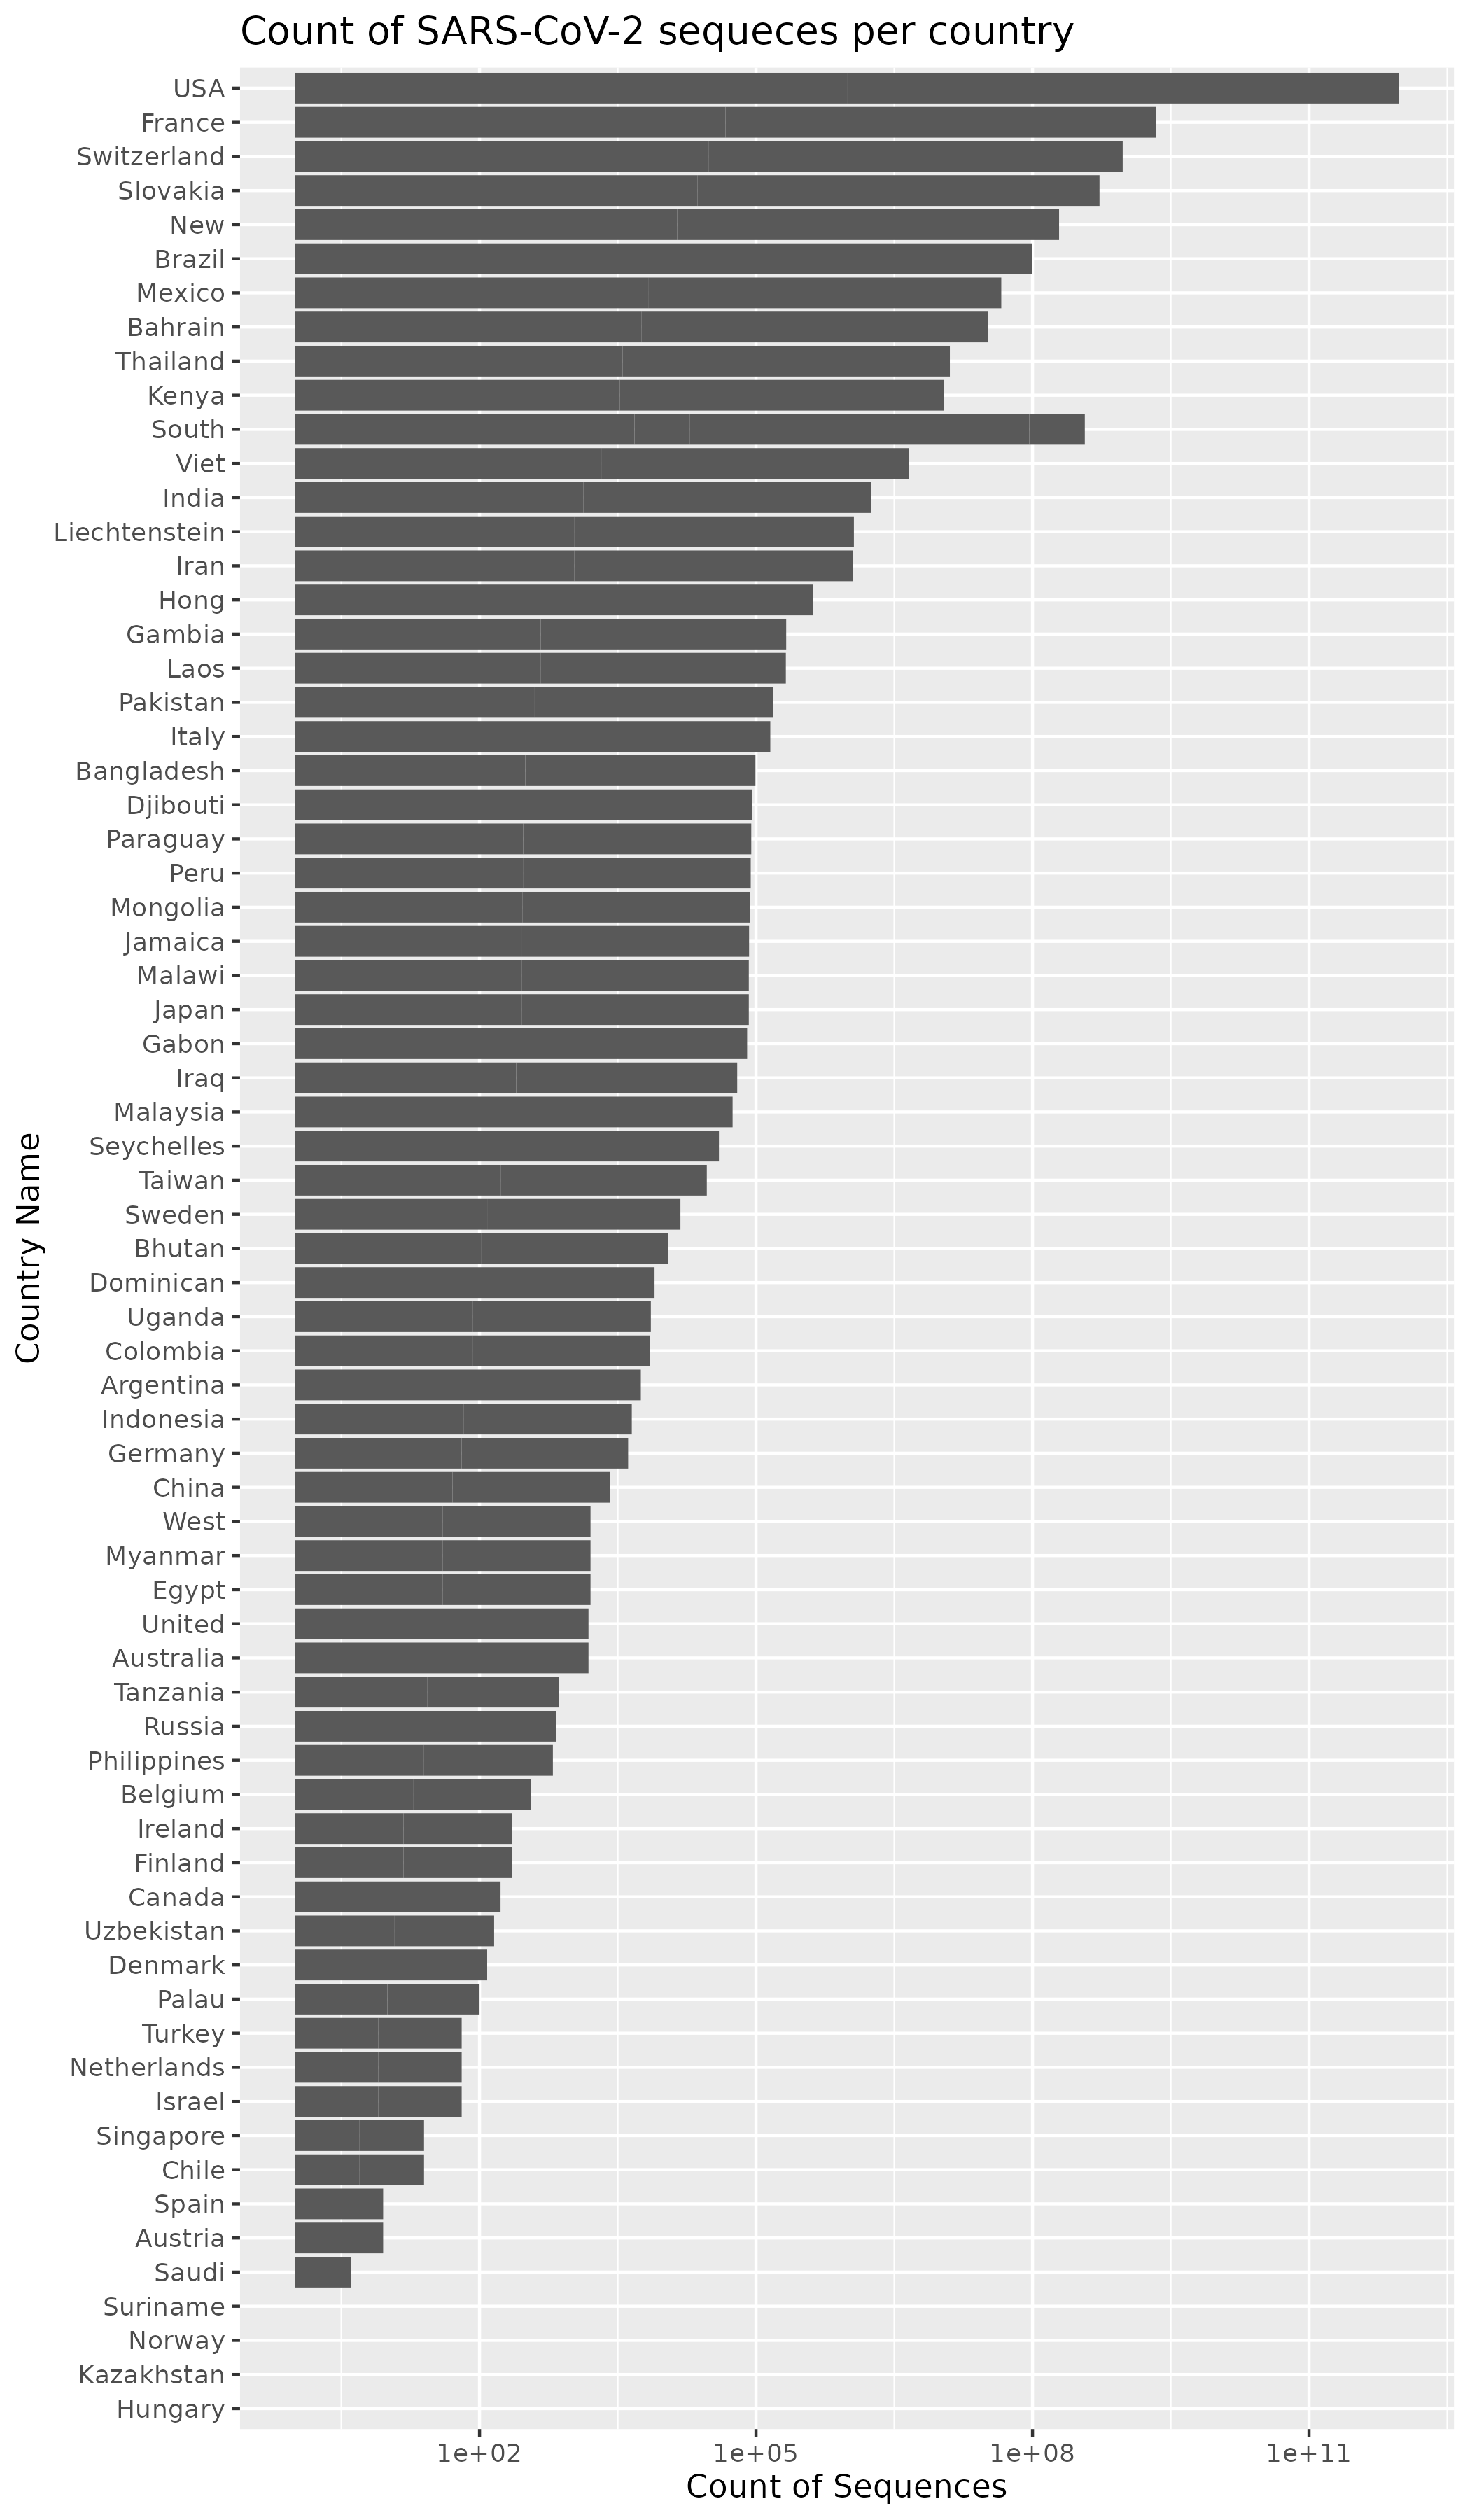 Count of SARS-CoV-2 sequeces per country
USA
France
Switzerland
Slovakia
New
Brazil
Mexico
Bahrain
Thailand
Kenya
South
Viet
India
Liechtenstein
Iran
Hong
Gambia
Laos
Pakistan
Italy
Bangladesh
Djibouti
Paraguay
Peru
Mongolia
Jamaica
Malawi
Japan
Gabon
Iraq
Malaysia
Seychelles
Taiwan
Sweden
Bhutan
Dominican
Uganda
Colombia
Argentina
Indonesia
Germany
China
West
Myanmar
Egypt
United
Australia
Tanzania
Russia
Philippines
Belgium
Ireland
Finland
Canada
Uzbekistan
Denmark
Palau
Turkey
Netherlands
Israel
Singapore
Chile
Spain
Austria
Saudi
Suriname
Norway
Kazakhstan
Hungary
Country Name
1e+02 1e+05 1e+08 1e+11
Count of Sequences